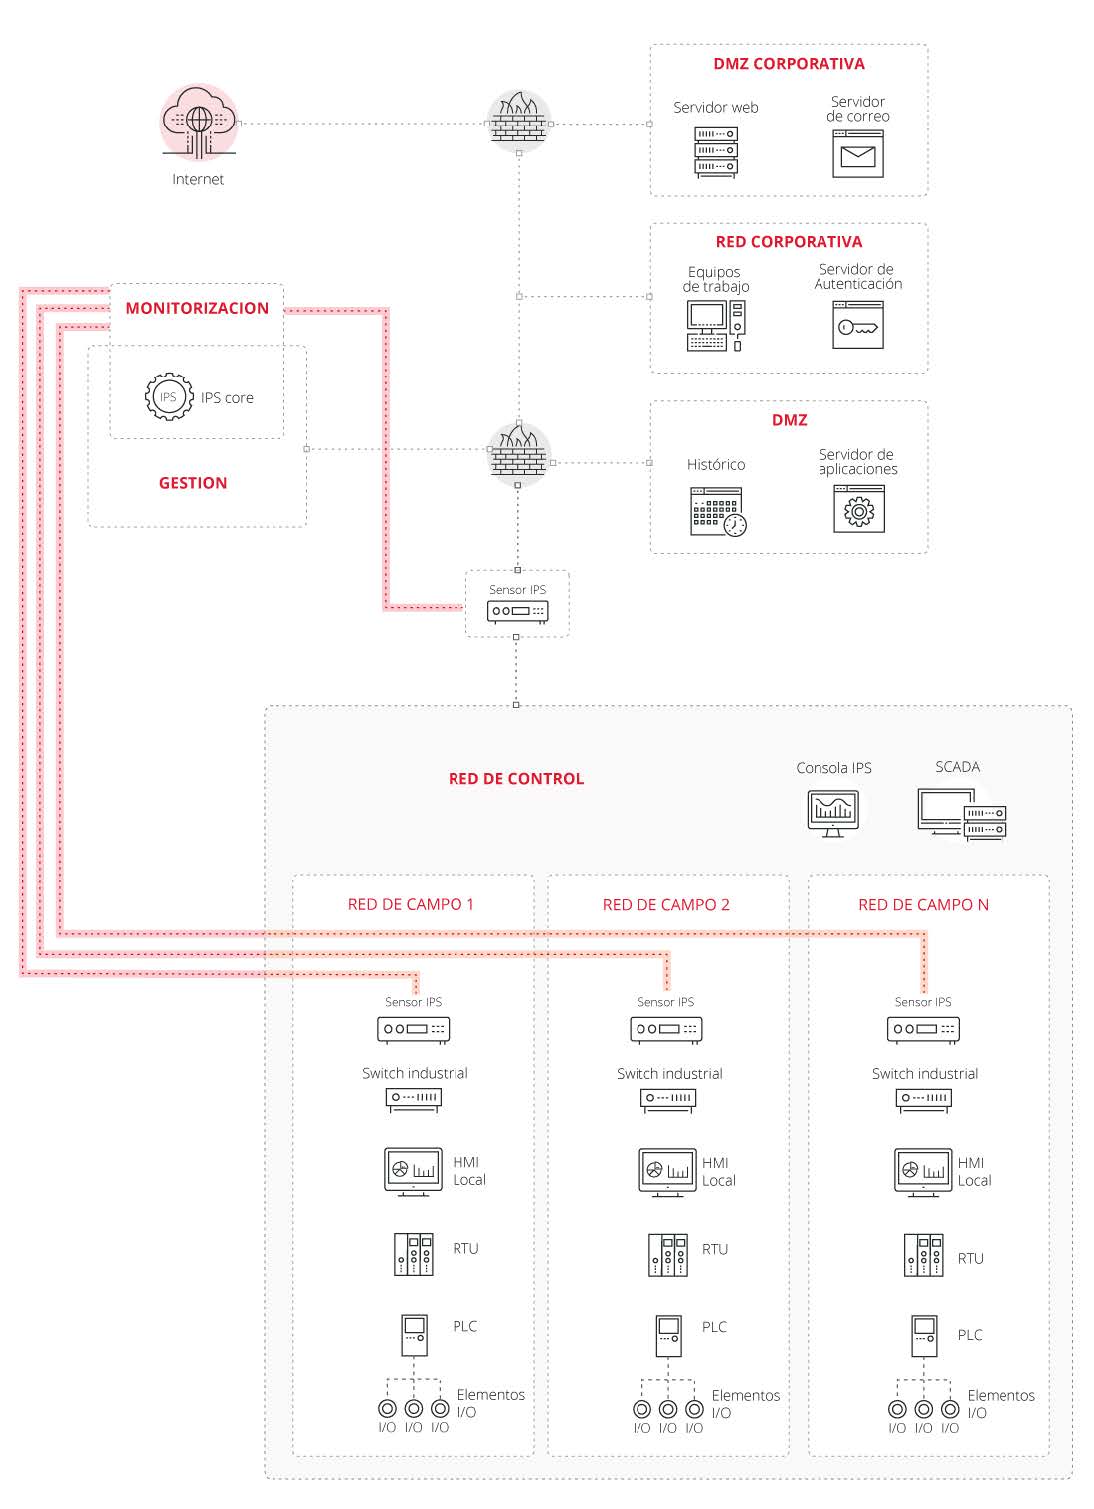 DMZ CORPORATIVA
Servidor web
Servidor
de correo
Internet
RED CORPORATIVA
Equipos
de trabajo
Servidor de
Autenticación
MONITORIZACION
IPS
IPS core
GESTION
DMZ
Histórico
Servidor de
aplicaciones
Sensor IPS
RED DE CONTROL
Consola IPS
SCADA
RED DE CAMPO 1
Sensor IPS
Switch industrial
HMI
Local
RTU
PLC
Elementos
I/O
I/O I/O I/O
RED DE CAMPO 2
Sensor IPS
Switch industrial
HMI
Local
RTU
PLC
Elementos
I/O
I/O I/O I/O
RED DE CAMPO N
Sensor IPS
Switch industrial
HMI
Local
RTU
PLC
Elementos
I/O
I/O I/O I/O